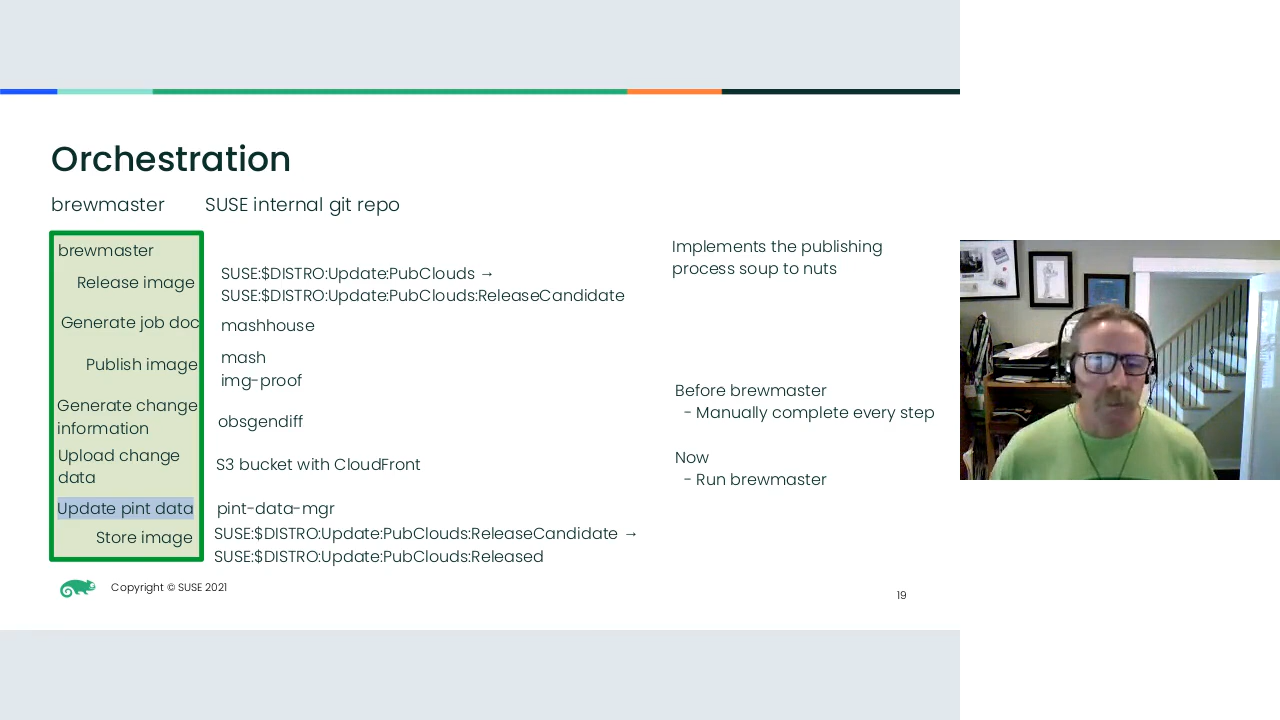 Orchestration
brewmaster SUSE internal git repo
brewmaster
Release image
SUSE:$DISTRO:Update:PubClouds →
SUSE:$DISTRO:Update:PubClouds:ReleaseCandidate
Generate job doc
mashhouse
Publish image
mash
img-proof
Generate change
information
obsgendiff
Upload change
data
S3 bucket with CloudFront
Update pint data
pint-data-mgr
Store image
SUSE:$DISTRO:Update:PubClouds:ReleaseCandidate →
SUSE:$DISTRO:Update:PubClouds:Released
Implements the publishing
process soup to nuts
Before brewmaster
- Manually complete every step
Now
- Run brewmaster
Copyright © SUSE 2021
19